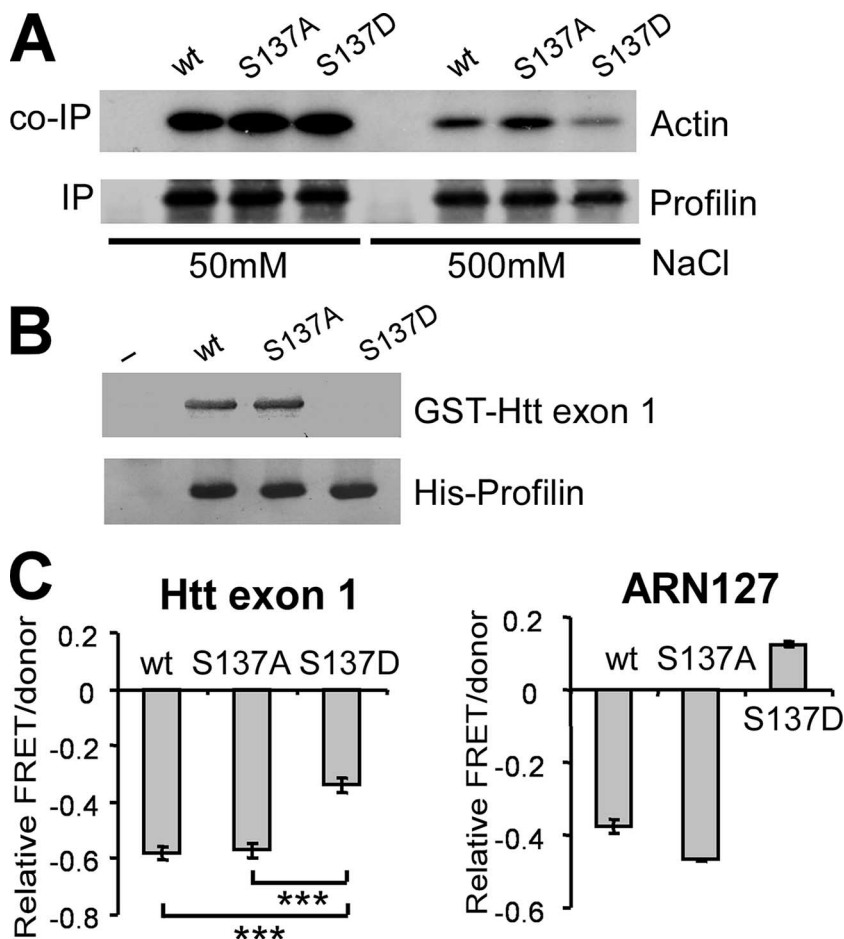 A
wt S137A S137D wt S137A S137D
co-IP Actin
IP Profilin
50mM 500mM NaCl
B
– wt S137A S137D
GST-Htt exon 1
His-Profilin
C
Htt exon 1
Relative FRET/donor
0.2
0
-0.2
-0.4
-0.6
-0.8
wt S137A S137D
***
***
ARN127
Relative FRET/donor
0.2
0
-0.2
-0.4
-0.6
wt S137A
S137D